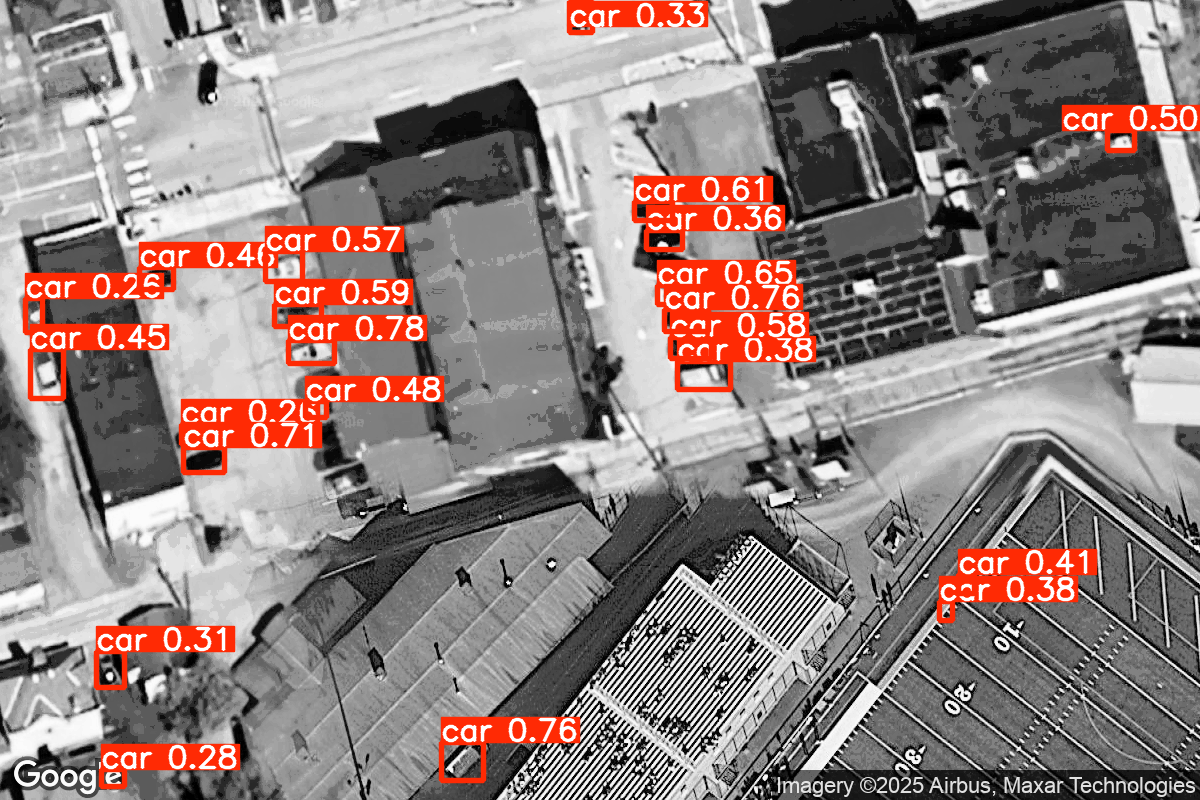 car 0.33
car 0.50
car 0.61
car 0.36
car 0.57
car 0.46
car 0.65
car 0.26
car 0.59
car 0.76
car 0.78
car 0.58
car 0.45
car 0.38
car 0.48
car 0.26
car 0.71
car 0.41
car 0.38
-10
-20
-30
car 0.31
car 0.76
car 0.28
Google
Imagery ©2025 Airbus, Maxar Technologies